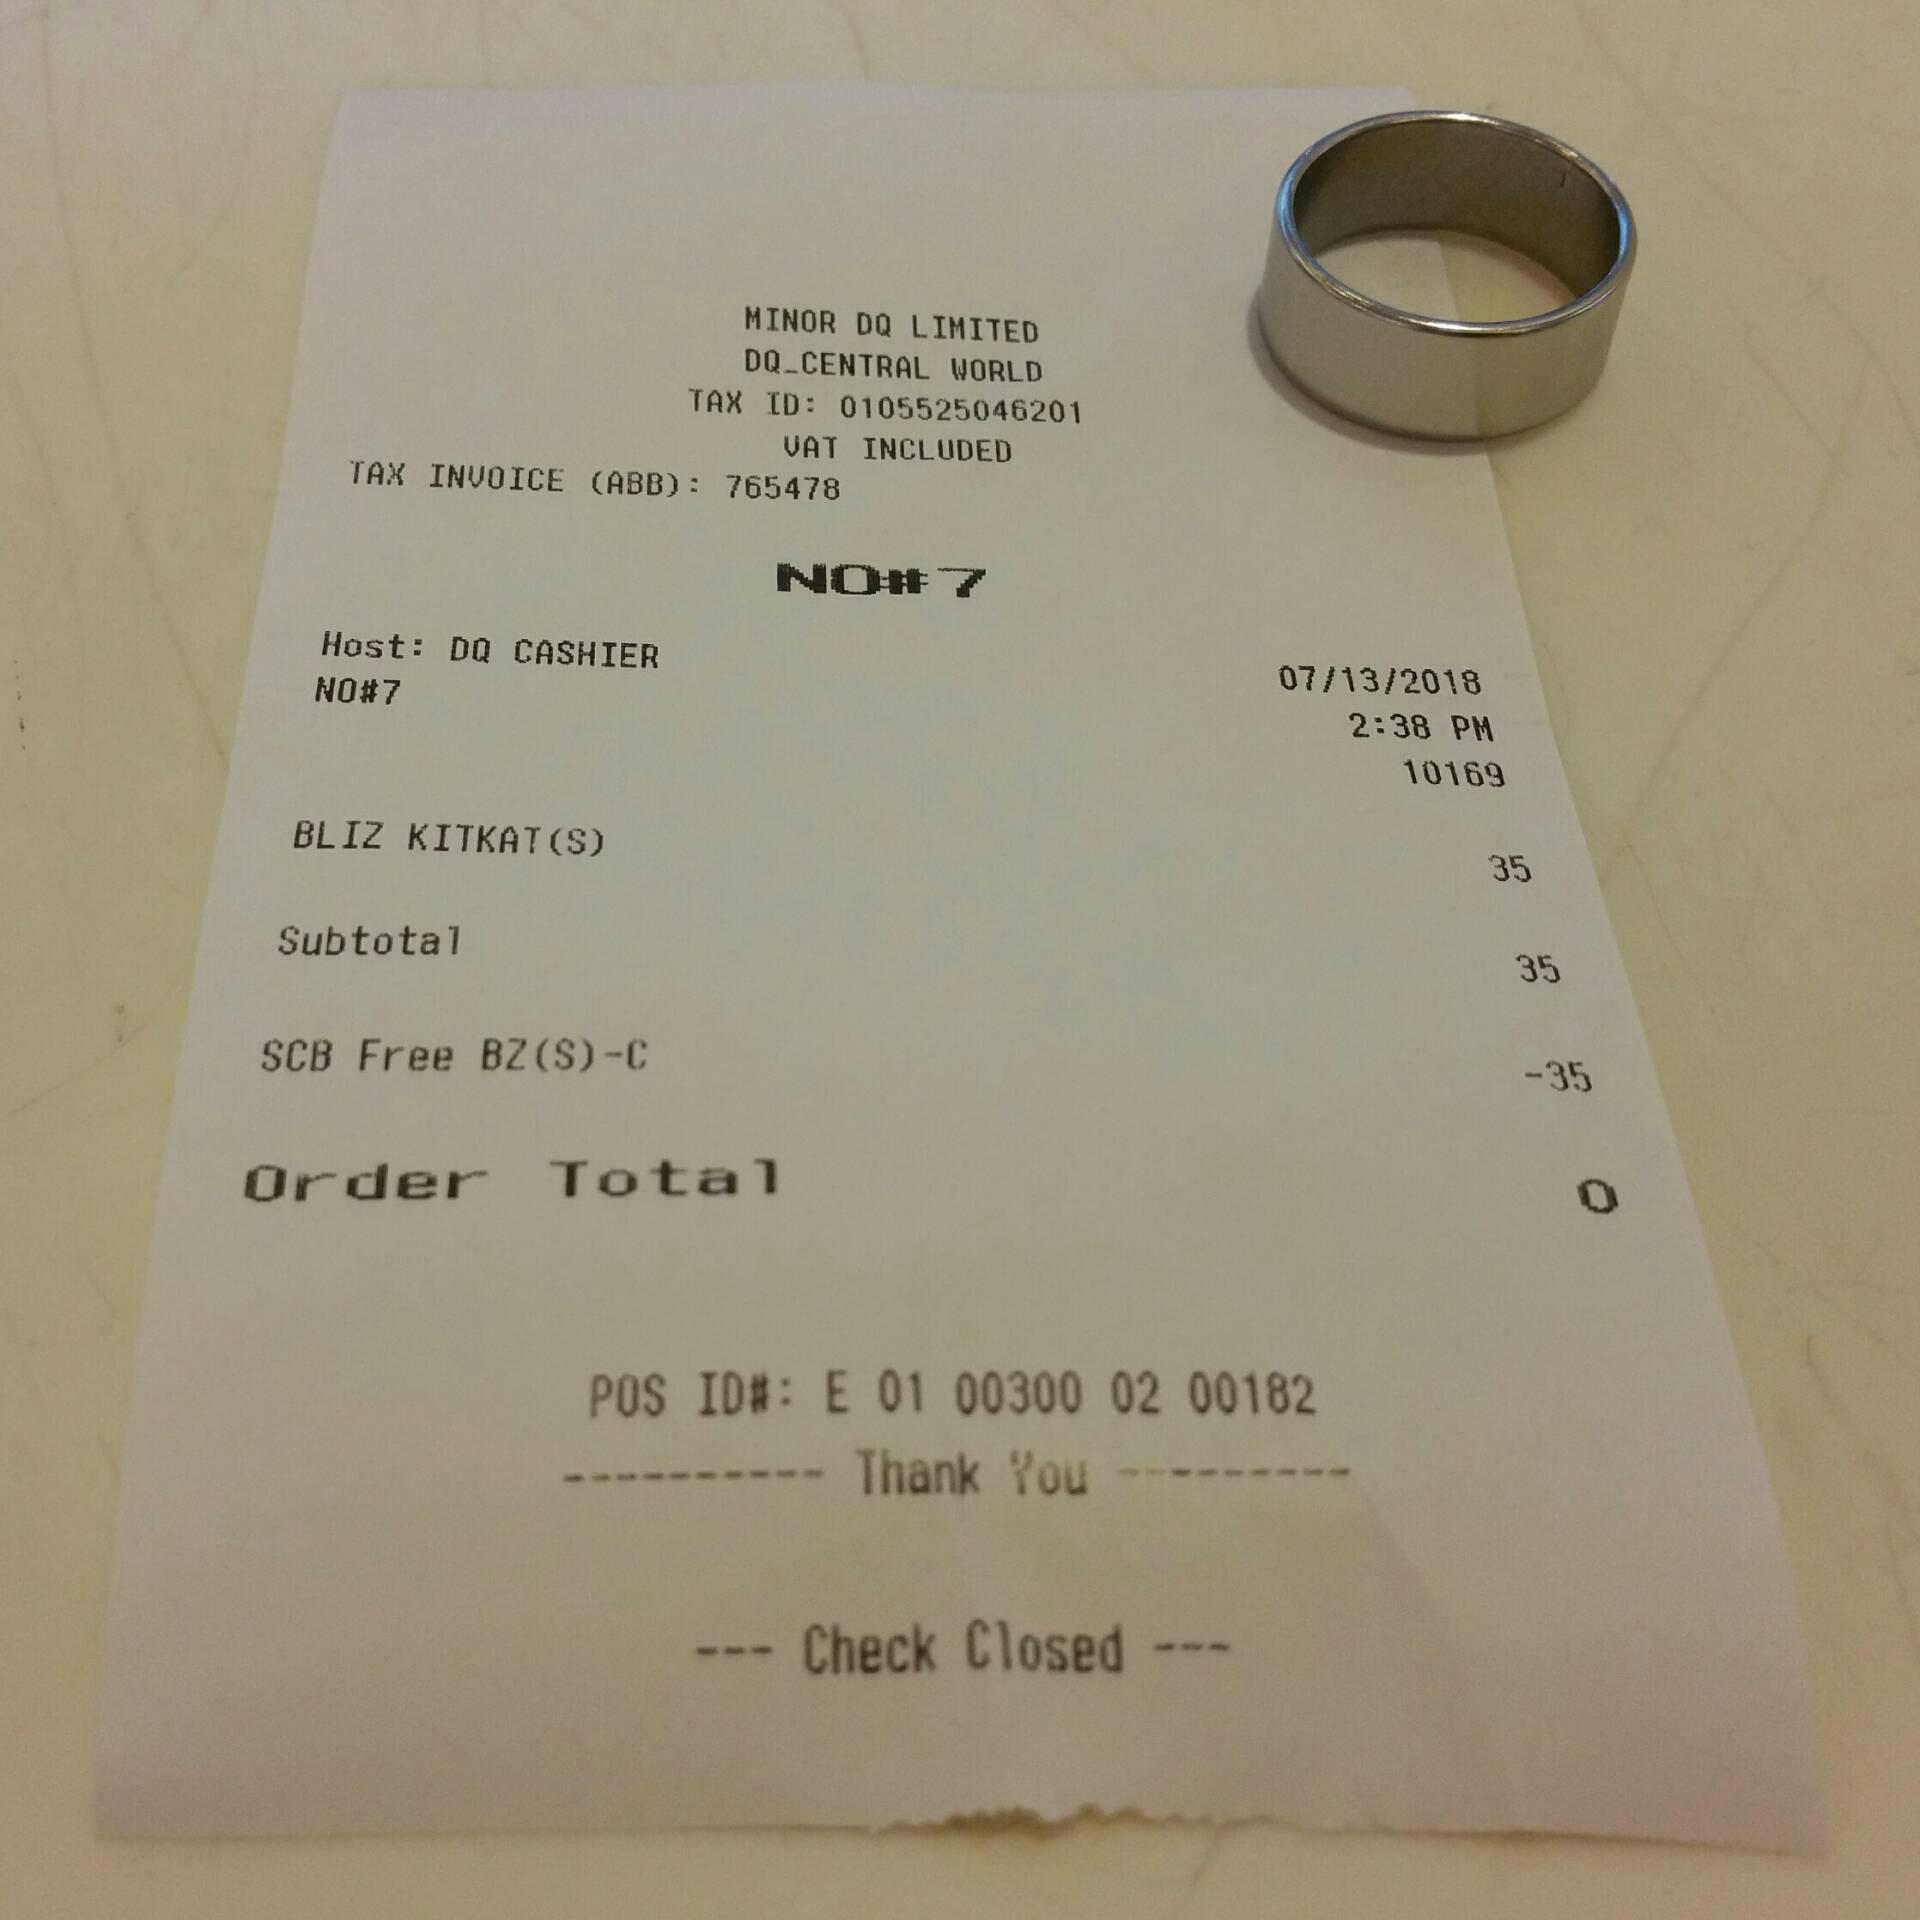 MINOR DQ LIMITED
DQ_CENTRAL WORLD
TAX ID: 0105525046201
VAT INCLUDED
TAX INVOICE (ABB): 765478
NO#7
Host: DQ CASHIER 07/13/2018
NO#7 2:38 PM
10169
BLIZ KITKAT(S) 35
Subtotal 35
SCB Free BZ(S)-C -35
Order Total 0
POS ID#: E 01 00300 02 00182
---------- Thank You ---------
--- Check Closed ---